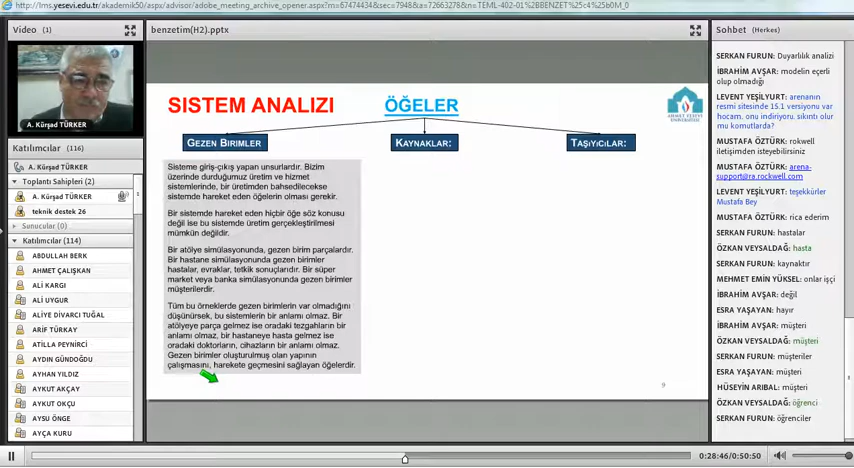 http://lms.yesevi.edu.tr/akademik50/aspx/advisor/adobe_meeting_archive_opener.aspx?m=67474434&sec=7948&ia=72663278&n=TEML-402-01%2BBENZET%c4%b0M_0
Video (1)
A. Kürşad TÜRKER
Katılımcılar (116)
A. Kürşad TÜRKER
Toplantı Sahipleri (2)
A. Kürşad TÜRKER
teknik destek 26
Sunucular (0)
Katılımcılar (114)
ABDULLAH BERK
AHMET ÇALIŞKAN
ALİ KARGI
ALİ UYGUR
ALİYE DİVARCI TUĞAL
ARİF TÜRKAY
ATİLLA PEYNİRCİ
AYDIN GÜNDOĞDU
AYHAN YILDIZ
AYKUT AKÇAY
AYKUT OKÇU
AYSU ÖNGE
AYÇA KURU
benzetim(H2).pptx
SISTEM ANALIZI
ÖĞELER
AHMET YESEVİ
ÜNİVERSİTESİ
GEZEN BIRIMLER
KAYNAKLAR:
TAŞıYıCıLAR:
Sisteme giriş-çıkış yapan unsurlardır. Bizim
üzerinde durduğumuz üretim ve hizmet
sistemlerinde, bir üretimden bahsedilecekse
sistemde hareket eden öğelerin olması gerekir.
Bir sistemde hareket eden hiçbir öğe söz konusu
değil ise bu sistemde üretim gerçekleştirilmesi
mümkün değildir.
Bir atölye simülasyonunda, gezen birim parçalardır.
Bir hastane simülasyonunda gezen birimler
hastalar, evraklar, tetkik sonuçlarıdır. Bir süper
market veya banka simülasyonunda gezen birimler
müşterilerdir.
Tüm bu örneklerde gezen birimlerin var olmadığını
düşünürsek, bu sistemlerin bir anlamı olmaz. Bir
atölyeye parça gelmez ise oradaki tezgahların bir
anlamı olmaz, bir hastaneye hasta gelmez ise
oradaki doktorların, cihazların bir anlamı olmaz.
Gezen birimler oluşturulmuş olan yapının
çalışmasını, harekete geçmesini sağlayan öğelerdir.
9
Sohbet (Herkes)
SERKAN FURUN: Duyarlılık analizi
İBRAHİM AVŞAR: modelin eçerli
olup olmadığı
LEVENT YEŞİLYURT: arenanın
resmi sitesinde 15.1 versiyonu var
hocam. onu indiriyoruz. sıkıntı olur
mu komutlarda?
MUSTAFA ÖZTÜRK: rokwell
iletişimden isteyebilirsiniz
MUSTAFA ÖZTÜRK: arena-
support@ra.rockwell.com
LEVENT YEŞİLYURT: teşekkürler
Mustafa Bey
MUSTAFA ÖZTÜRK: rica ederim
SERKAN FURUN: hastalar
ÖZKAN VEYSALDAĞ: hasta
SERKAN FURUN: kaynaktır
MEHMET EMİN YÜKSEL: onlar işçi
İBRAHİM AVŞAR: değil
ESRA YAŞAYAN: hayır
İBRAHİM AVŞAR: müşteri
ÖZKAN VEYSALDAĞ: müşteri
SERKAN FURUN: müşteriler
ESRA YAŞAYAN: müşteri
HÜSEYİN ARIBAL: müşteri
ÖZKAN VEYSALDAĞ: öğrenci
SERKAN FURUN: öğrenciler
0:28:46/0:50:50